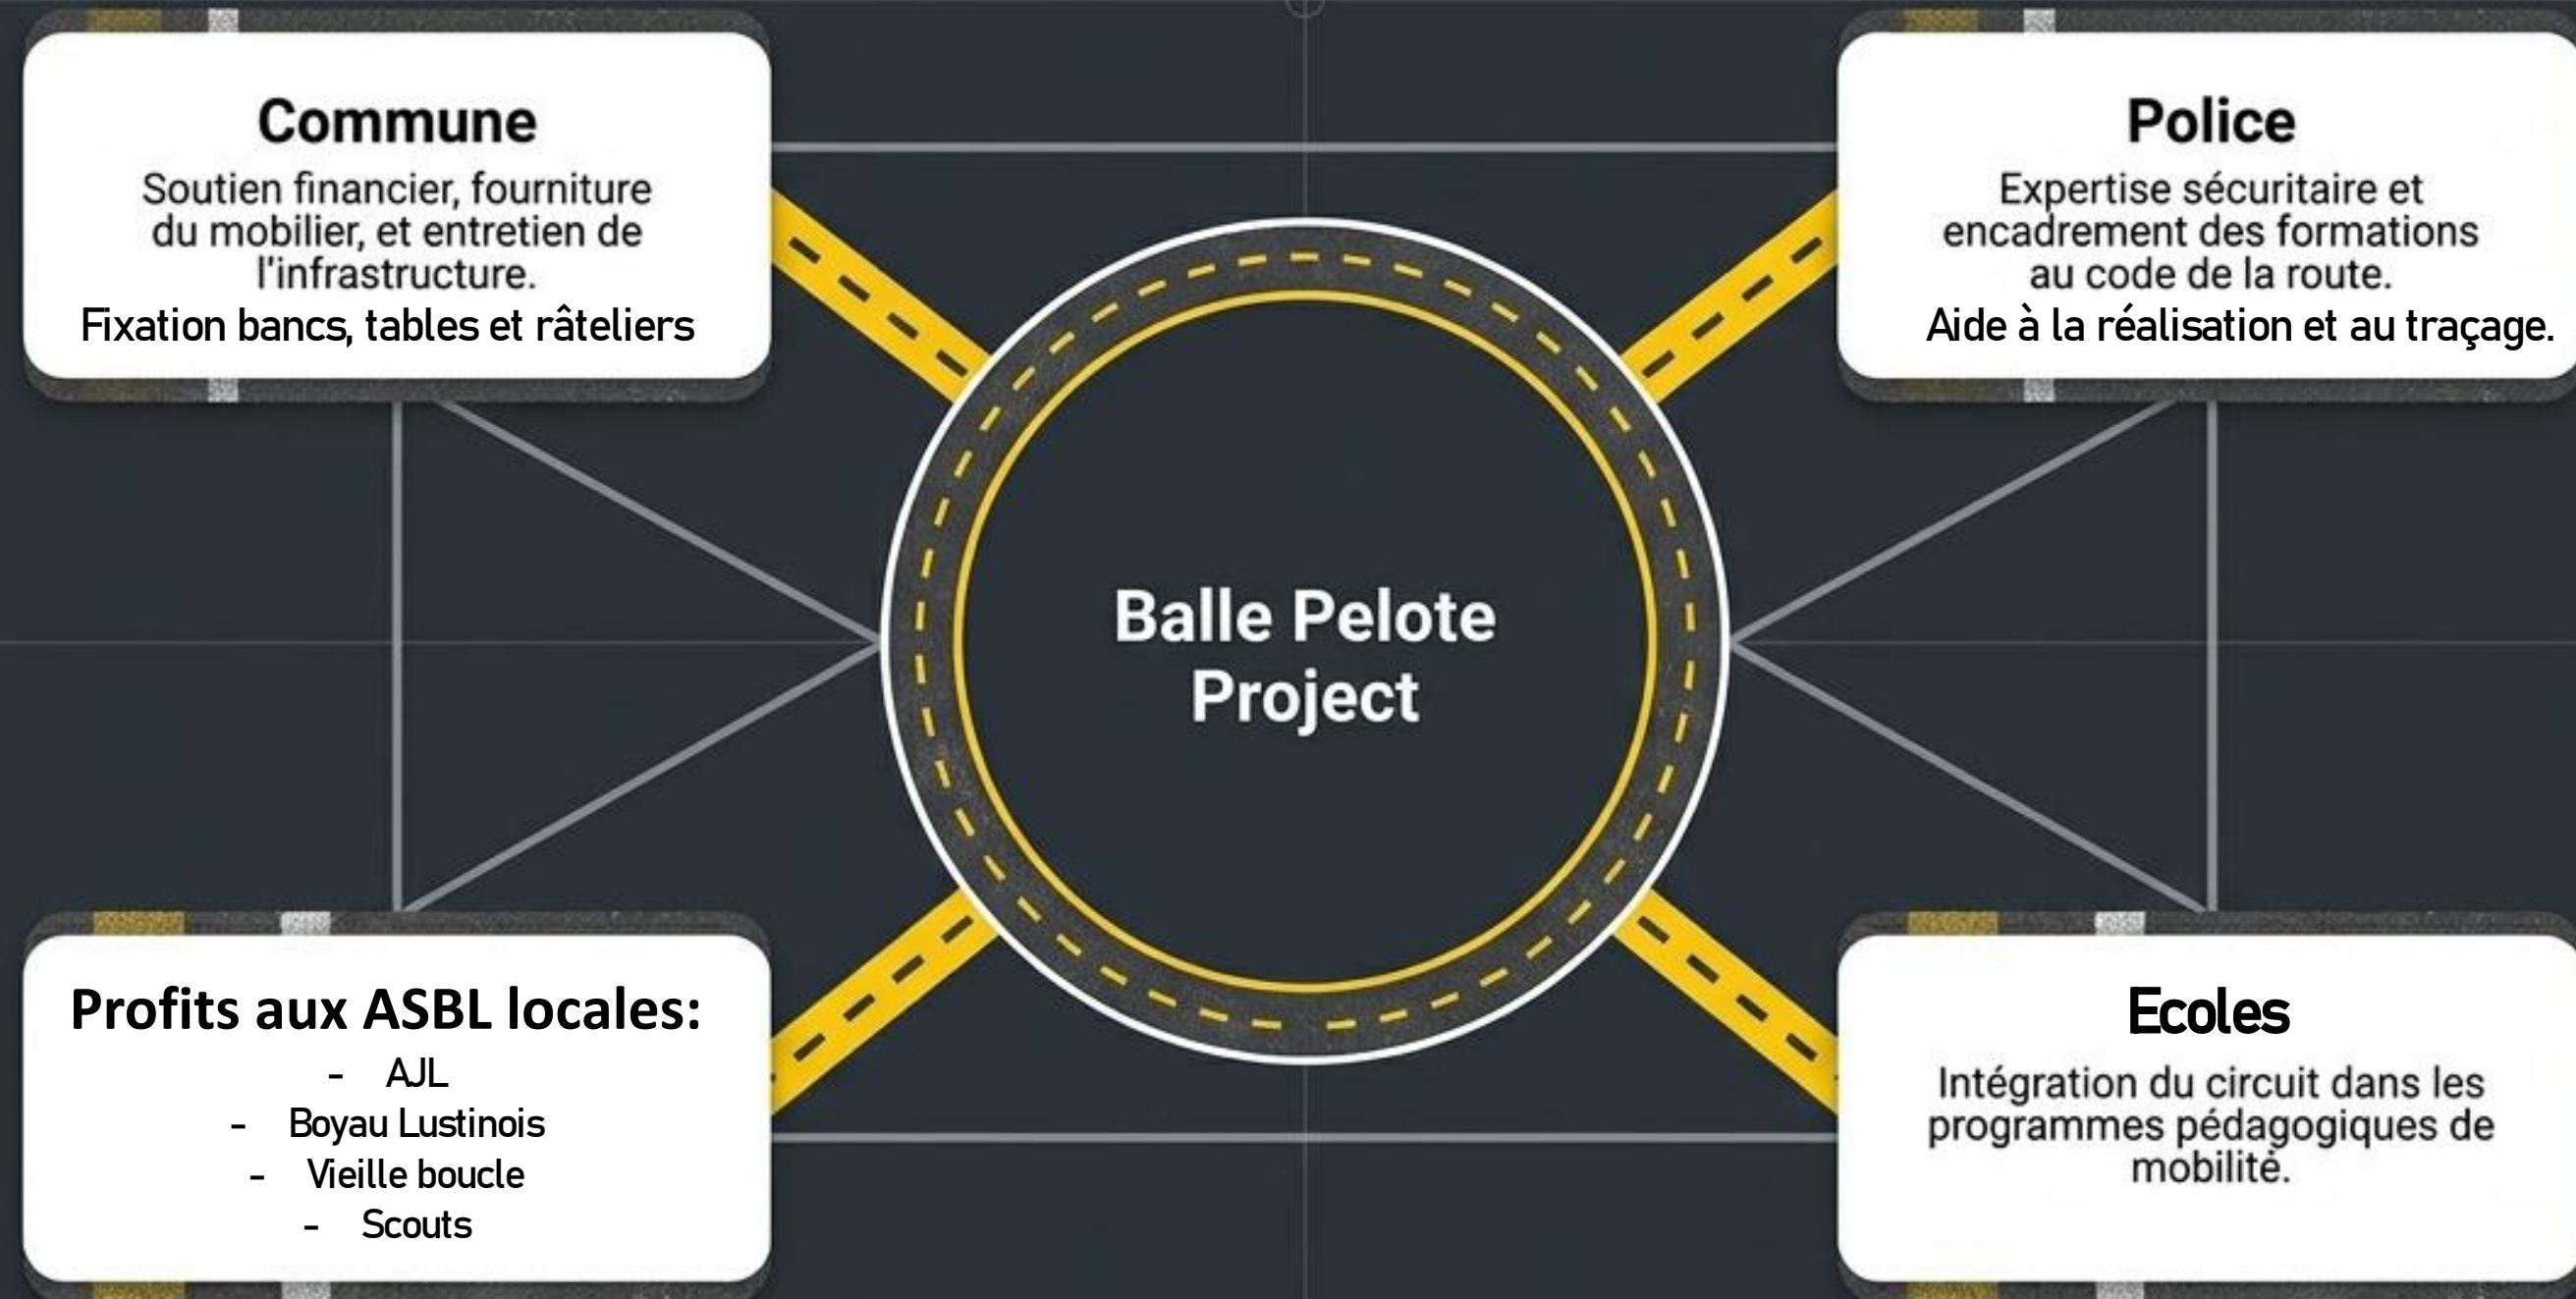 Commune
Soutien financier, fourniture
du mobilier, et entretien de
l'infrastructure.
Fixation bancs, tables et râteliers
Police
Expertise sécuritaire et
encadrement des formations
au code de la route.
Aide à la réalisation et au traçage.
Balle Pelote
Project
Profits aux ASBL locales:
- AJL
- Boyau Lustinois
- Vieille boucle
- Scouts
Ecoles
Intégration du circuit dans les
programmes pédagogiques de
mobilité.